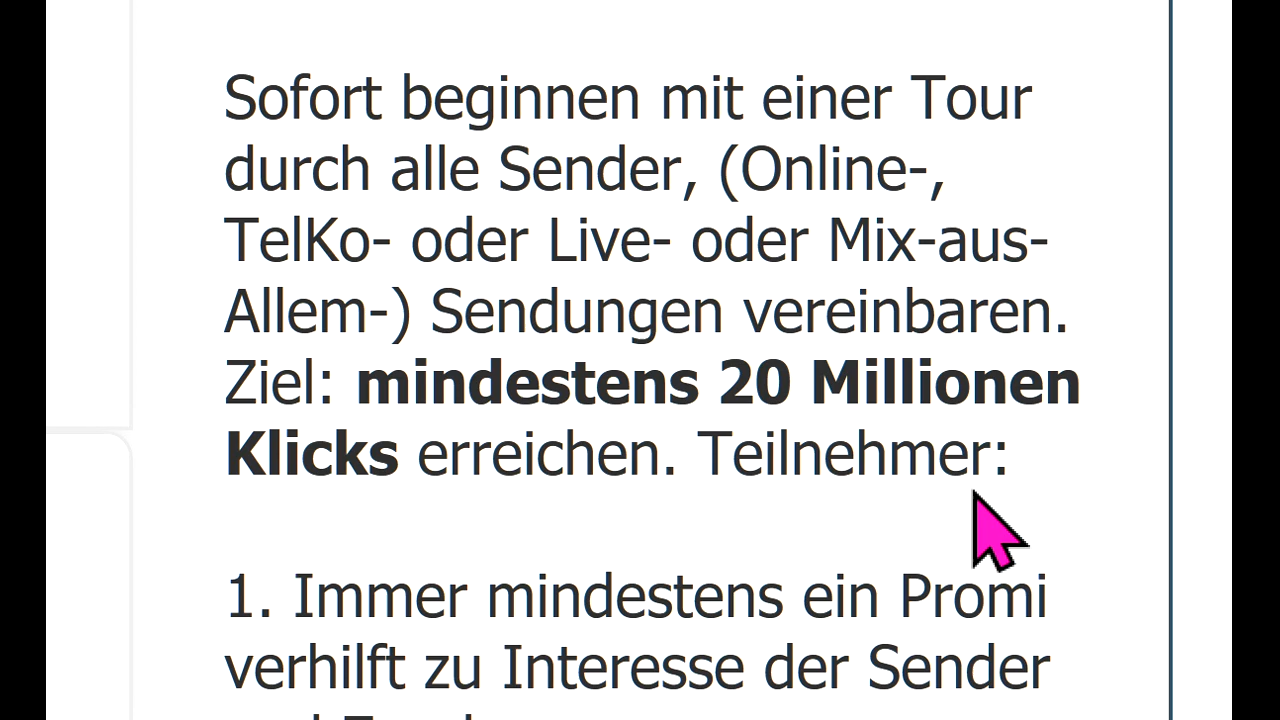 Sofort beginnen mit einer Tour
durch alle Sender, (Online-,
TelKo- oder Live- oder Mix-aus-
Allem-) Sendungen vereinbaren.
Ziel: mindestens 20 Millionen
Klicks erreichen. Teilnehmer:
1. Immer mindestens ein Promi
verhilft zu Interesse der Sender